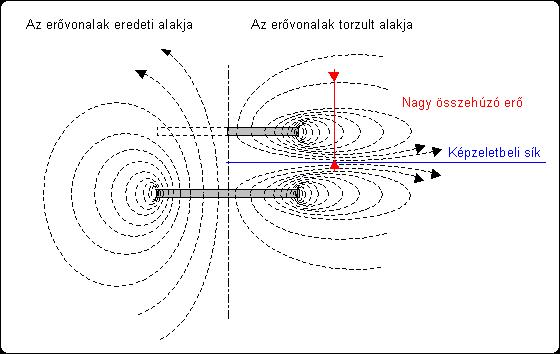 Az erővonalak eredeti alakja
Az erővonalak torzult alakja
Nagy összehúzó erő
Képzeletbeli sík